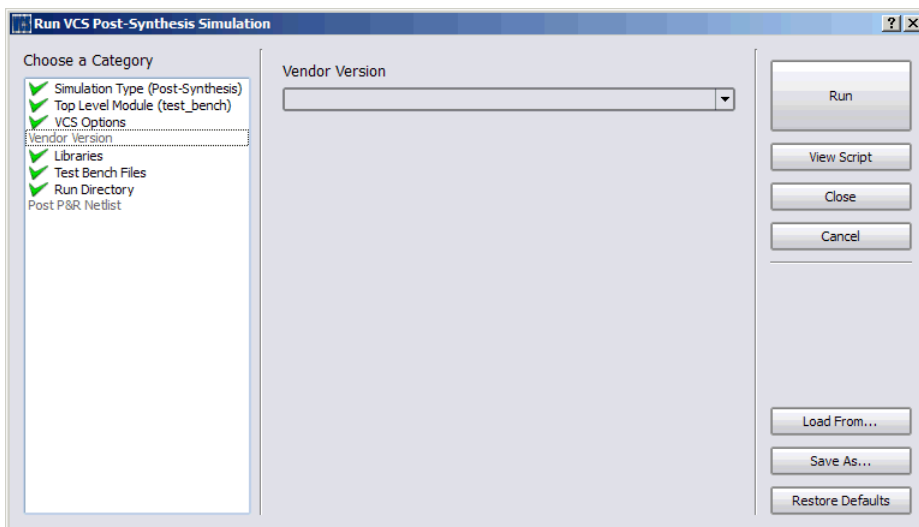 Run VCS Post-Synthesis Simulation
Choose a Category
Simulation Type (Post-Synthesis)
Top Level Module (test_bench)
VCS Options
Vendor Version
Libraries
Test Bench Files
Run Directory
Post P&R Netlist
Vendor Version
Run
View Script
Close
Cancel
Load From...
Save As...
Restore Defaults